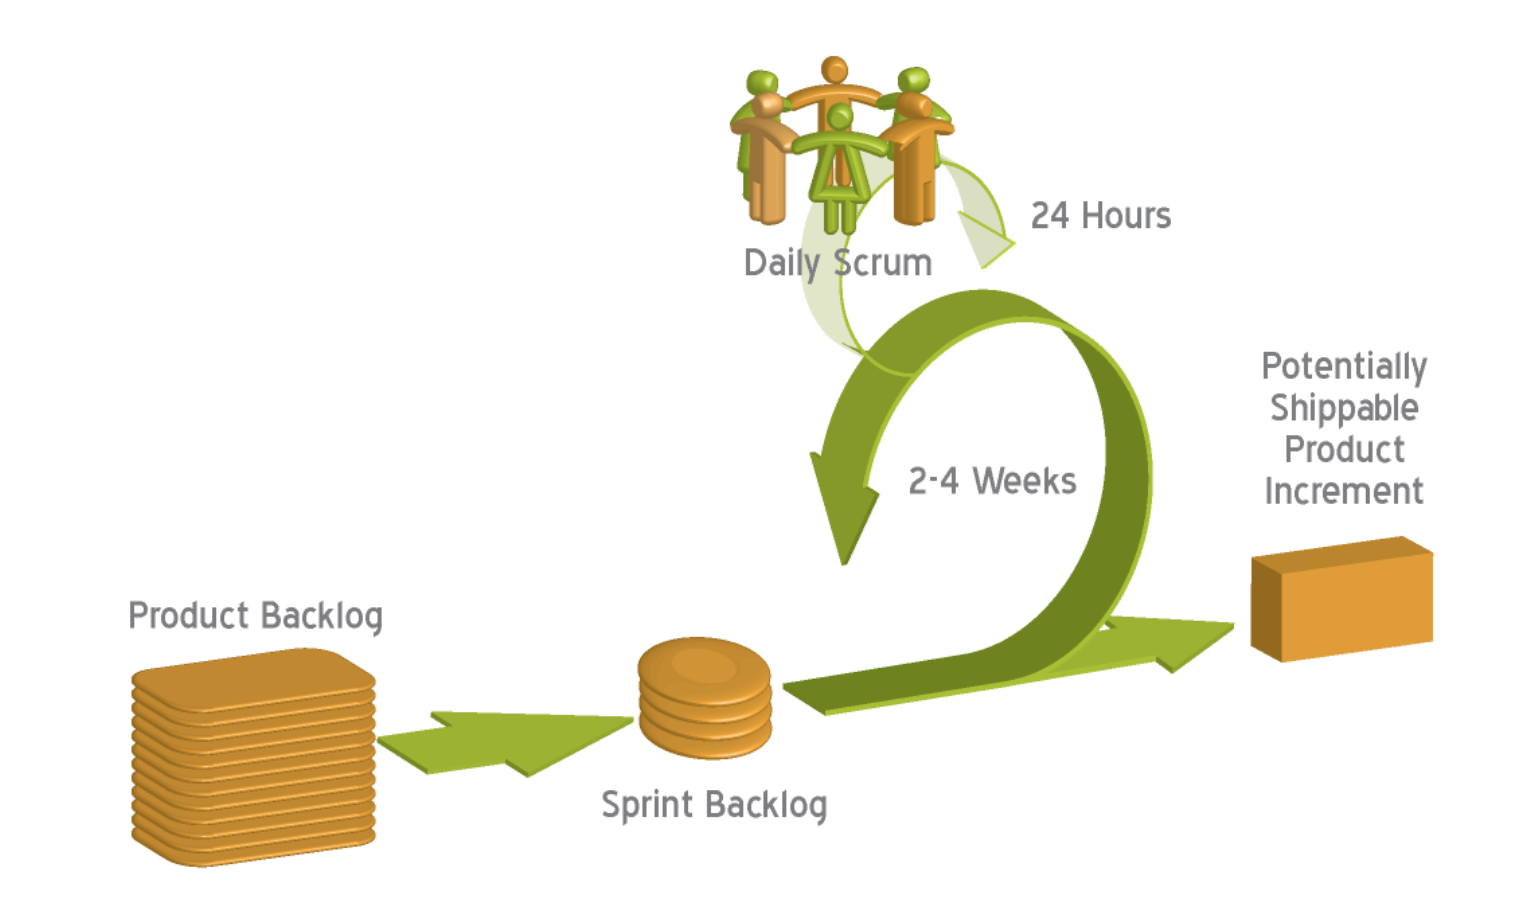 24 Hours
Daily Scrum
Potentially
Shippable
Product
Increment
2-4 Weeks
Product Backlog
Sprint Backlog